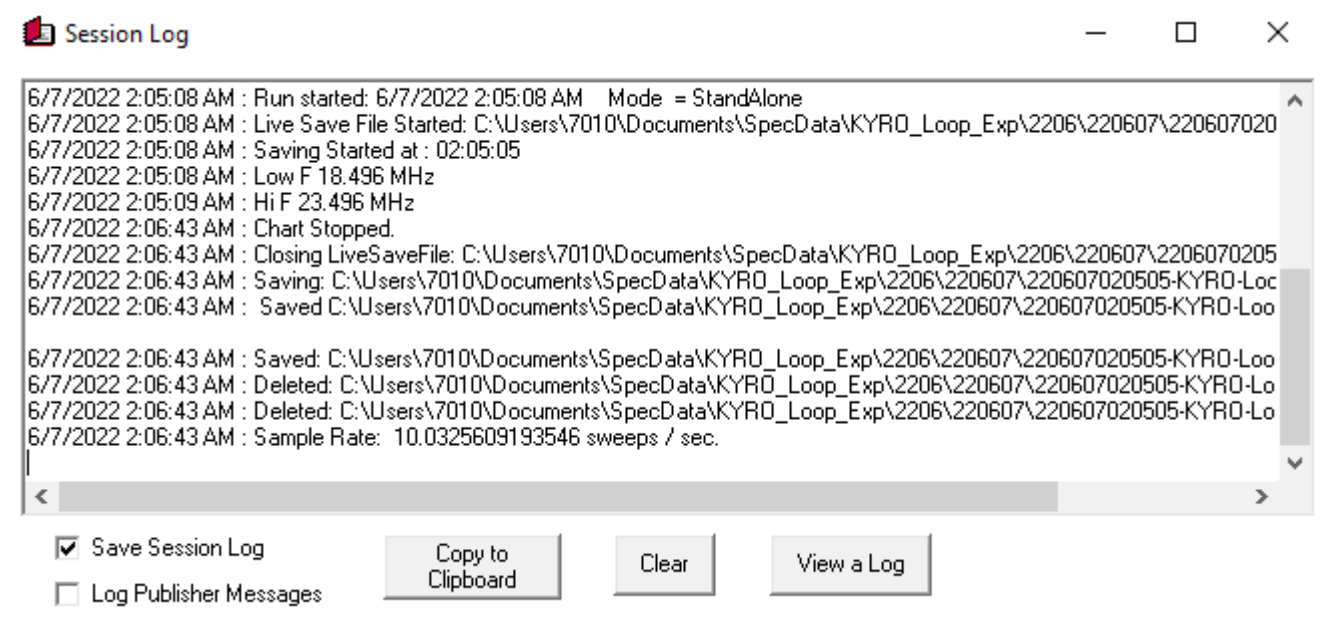 Session Log
6/7/2022 2:05:08 AM : Run started: 6/7/2022 2:05:08 AM    Mode  = StandAlone
6/7/2022 2:05:08 AM : Live Save File Started: C:\Users\7010\Documents\SpecData\KYRO_Loop_Exp\2206\220607\220607020
6/7/2022 2:05:08 AM : Saving Started at : 02:05:05
6/7/2022 2:05:08 AM : Low F 18.496 MHz
6/7/2022 2:05:09 AM : Hi F 23.496 MHz
6/7/2022 2:06:43 AM : Chart Stopped.
6/7/2022 2:06:43 AM : Closing LiveSaveFile: C:\Users\7010\Documents\SpecData\KYRO_Loop_Exp\2206\220607\2206070205
6/7/2022 2:06:43 AM : Saving: C:\Users\7010\Documents\SpecData\KYRO_Loop_Exp\2206\220607\220607020505-KYRO-Loc
6/7/2022 2:06:43 AM :  Saved C:\Users\7010\Documents\SpecData\KYRO_Loop_Exp\2206\220607\220607020505-KYRO-Loo
6/7/2022 2:06:43 AM : Saved: C:\Users\7010\Documents\SpecData\KYRO_Loop_Exp\2206\220607\220607020505-KYRO-Loo
6/7/2022 2:06:43 AM : Deleted: C:\Users\7010\Documents\SpecData\KYRO_Loop_Exp\2206\220607\220607020505-KYRO-Lo
6/7/2022 2:06:43 AM : Deleted: C:\Users\7010\Documents\SpecData\KYRO_Loop_Exp\2206\220607\220607020505-KYRO-Lo
6/7/2022 2:06:43 AM : Sample Rate:  10.0325609193546 sweeps / sec.
Save Session Log
Log Publisher Messages
Copy to
Clipboard
Clear
View a Log